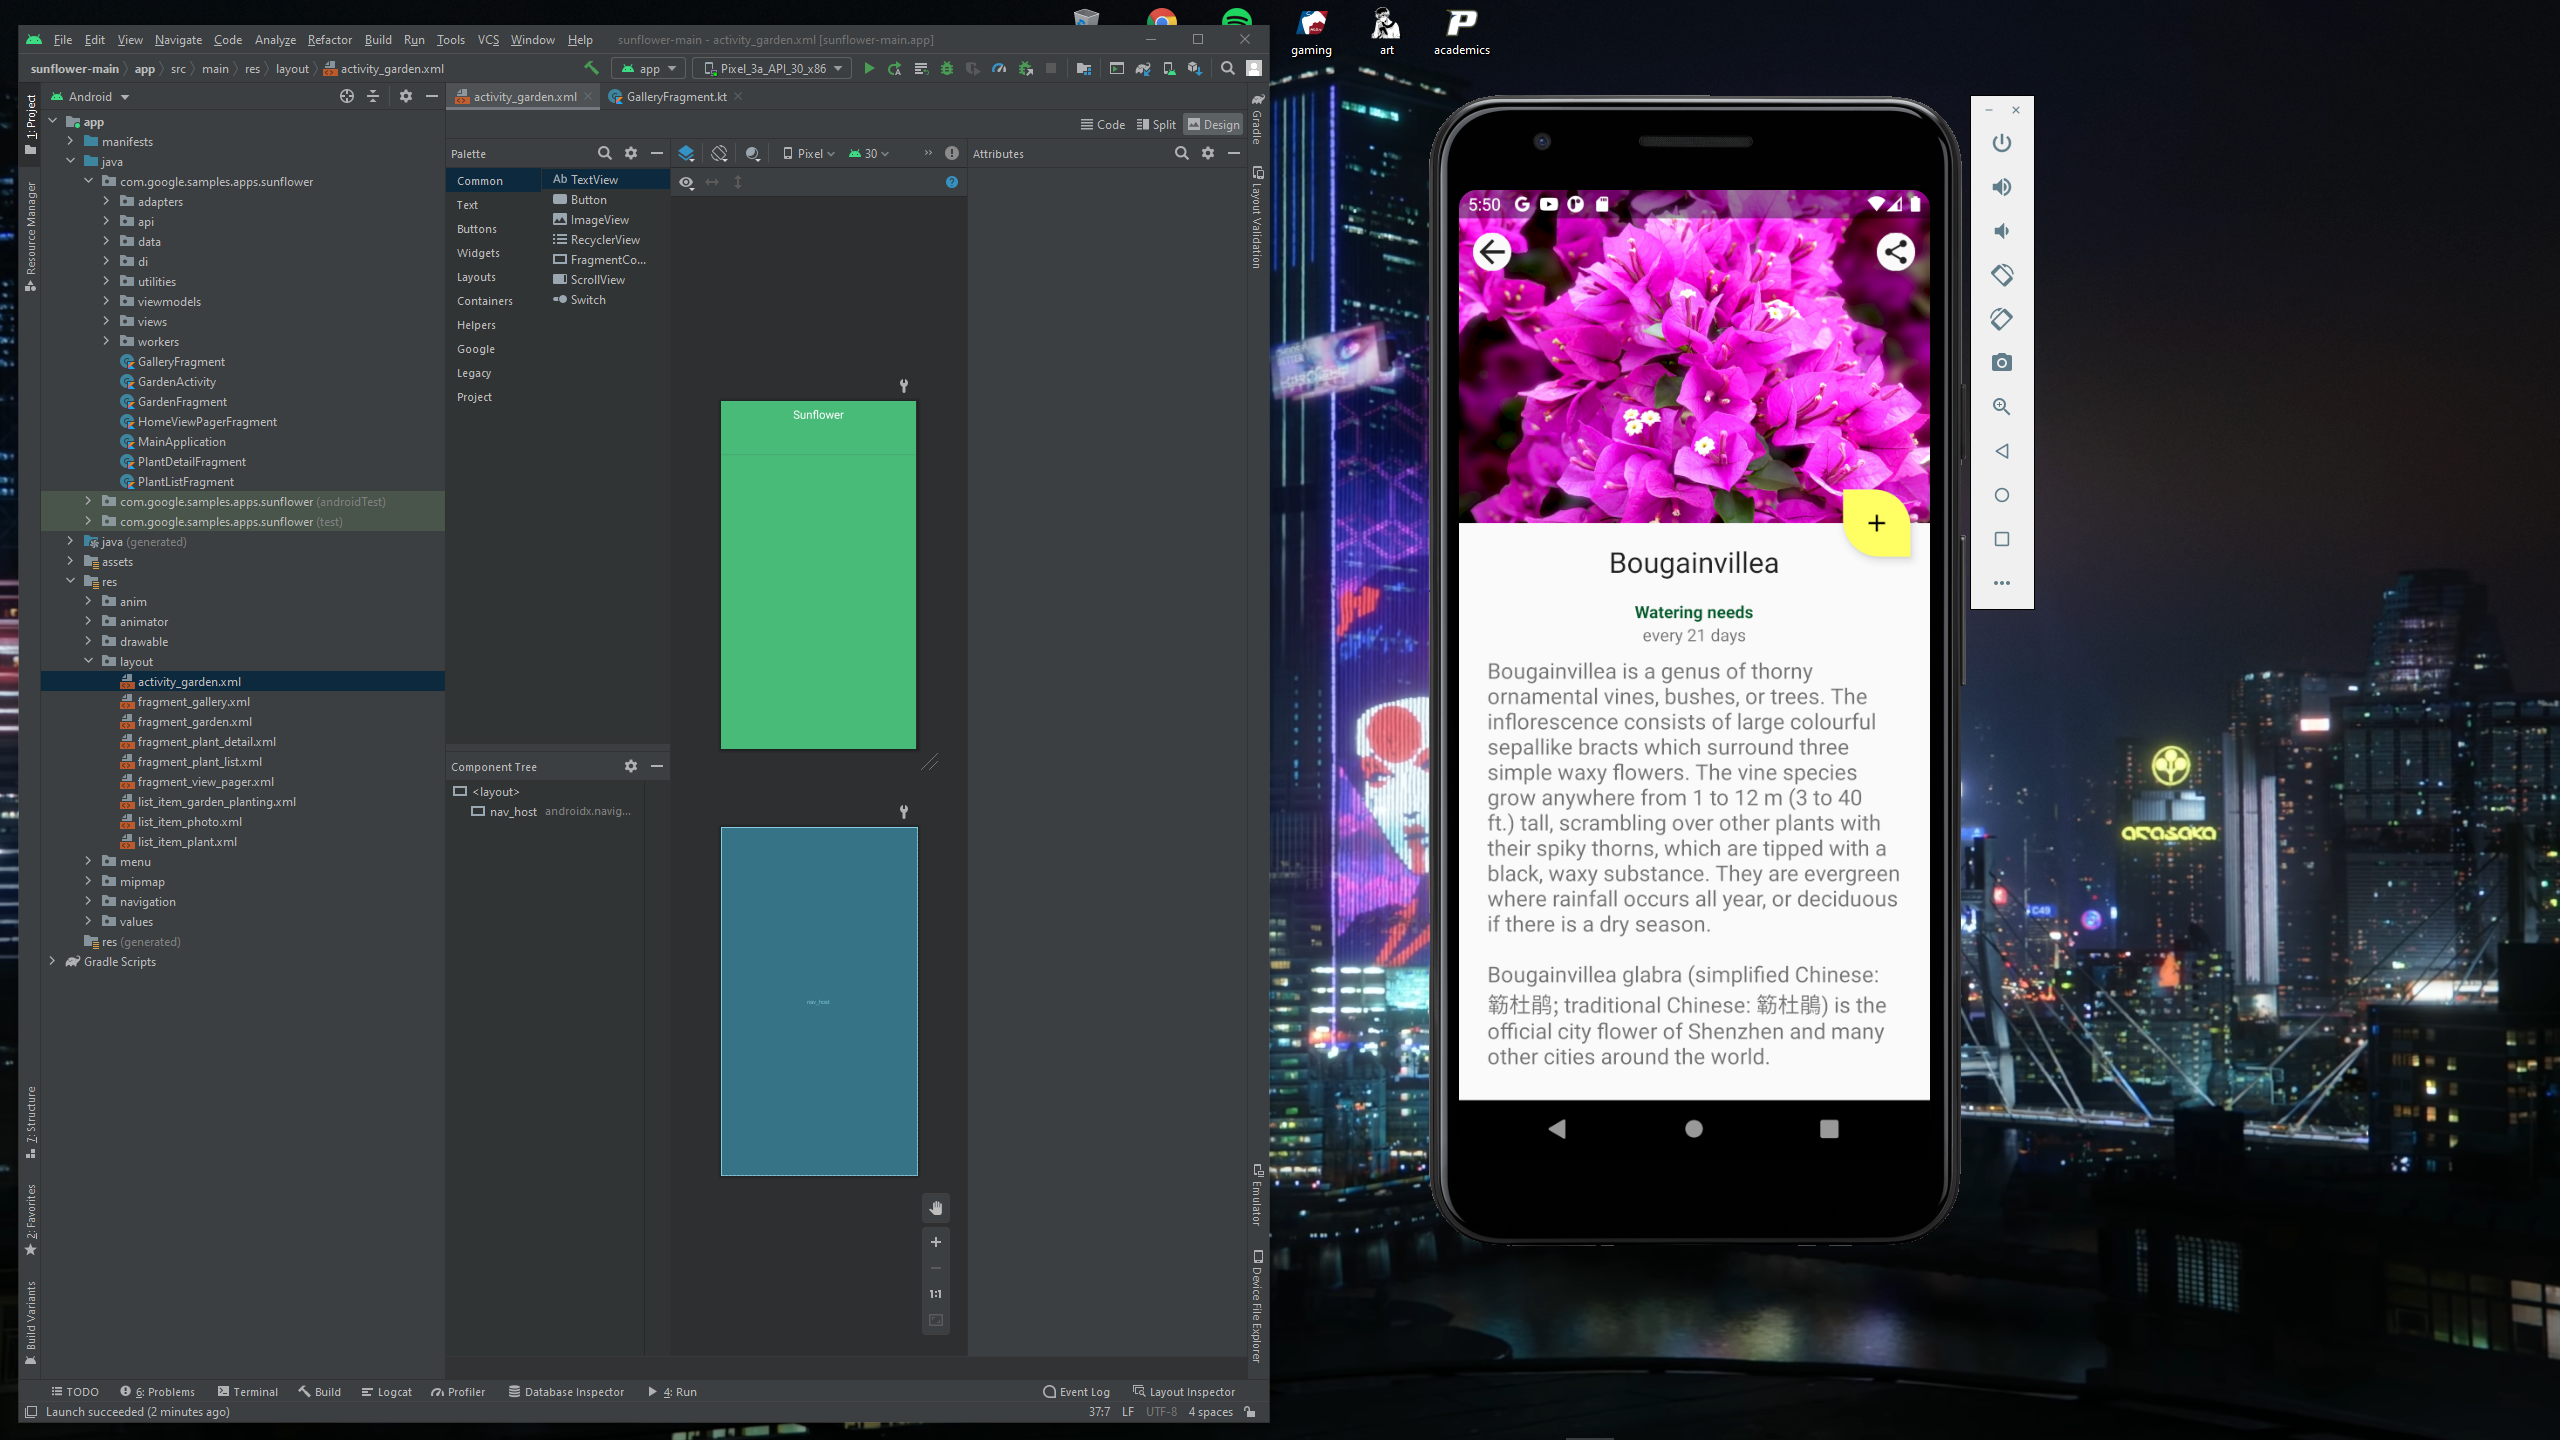 gaming
art
academics
File Edit View Navigate Code Analyze Refactor Build Run Tools VCS Window Help sunflower-main - activity_garden.xml [sunflower-main.app]
sunflower-main app src main res layout activity_garden.xml app Pixel_3a_API_30_x86
Android
activity_garden.xml GalleryFragment.kt
Code Split Design
1: Project
Resource Manager
7: Structure
2: Favorites
Build Variants
app
manifests
java
com.google.samples.apps.sunflower
adapters
api
data
di
utilities
viewmodels
views
workers
GalleryFragment
GardenActivity
GardenFragment
HomeViewPagerFragment
MainApplication
PlantDetailFragment
PlantListFragment
com.google.samples.apps.sunflower (androidTest)
com.google.samples.apps.sunflower (test)
java (generated)
assets
res
anim
animator
drawable
layout
activity_garden.xml
fragment_gallery.xml
fragment_garden.xml
fragment_plant_detail.xml
fragment_plant_list.xml
fragment_view_pager.xml
list_item_garden_planting.xml
list_item_photo.xml
list_item_plant.xml
menu
mipmap
navigation
values
res (generated)
Gradle Scripts
Palette
Common
Text
Buttons
Widgets
Layouts
Containers
Helpers
Google
Legacy
Project
Ab TextView
Button
ImageView
RecyclerView
FragmentCo...
ScrollView
Switch
Component Tree
<layout>
nav_host androidx.navig...
Pixel 30
Sunflower
nav_host
1:1
Attributes
Gradle
Layout Validation
Emulator
Device File Explorer
TODO 6: Problems Terminal Build Logcat Profiler Database Inspector 4: Run Event Log Layout Inspector
Launch succeeded (2 minutes ago) 37:7 LF UTF-8 4 spaces
5:50
Bougainvillea
Watering needs
every 21 days
Bougainvillea is a genus of thorny
ornamental vines, bushes, or trees. The
inflorescence consists of large colourful
sepallike bracts which surround three
simple waxy flowers. The vine species
grow anywhere from 1 to 12 m (3 to 40
ft.) tall, scrambling over other plants with
their spiky thorns, which are tipped with a
black, waxy substance. They are evergreen
where rainfall occurs all year, or deciduous
if there is a dry season.
Bougainvillea glabra (simplified Chinese:
簕杜鹃; traditional Chinese: 簕杜鵑) is the
official city flower of Shenzhen and many
other cities around the world.
arasaka
C49